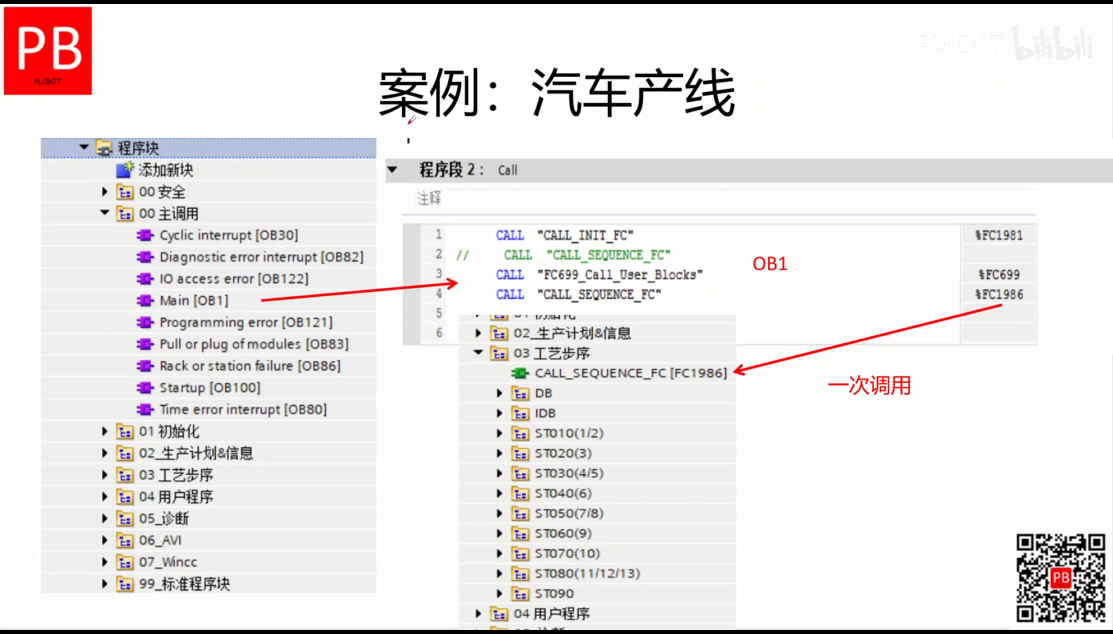 PB
PLCBOT
bilibili
案例：汽车产线
程序块
添加新块
00 安全
00 主调用
Cyclic interrupt [OB30]
Diagnostic error interrupt [OB82]
IO access error [OB122]
Main [OB1]
Programming error [OB121]
Pull or plug of modules [OB83]
Rack or station failure [OB86]
Startup [OB100]
Time error interrupt [OB80]
01 初始化
02_生产计划&信息
03 工艺步序
04 用户程序
05_诊断
06_AVI
07_Wincc
99_标准程序块
程序段 2： Call
注释
1 CALL "CALL_INIT_FC" %FC1981
2 // CALL "CALL_SEQUENCE_FC"
3 CALL "FC699_Call_User_Blocks" %FC699
4 CALL "CALL_SEQUENCE_FC" %FC1986
5
6
OB1
02_生产计划&信息
03 工艺步序
CALL_SEQUENCE_FC [FC1986]
DB
IDB
ST010(1/2)
ST020(3)
ST030(4/5)
ST040(6)
ST050(7/8)
ST060(9)
ST070(10)
ST080(11/12/13)
ST090
04 用户程序
一次调用
PB